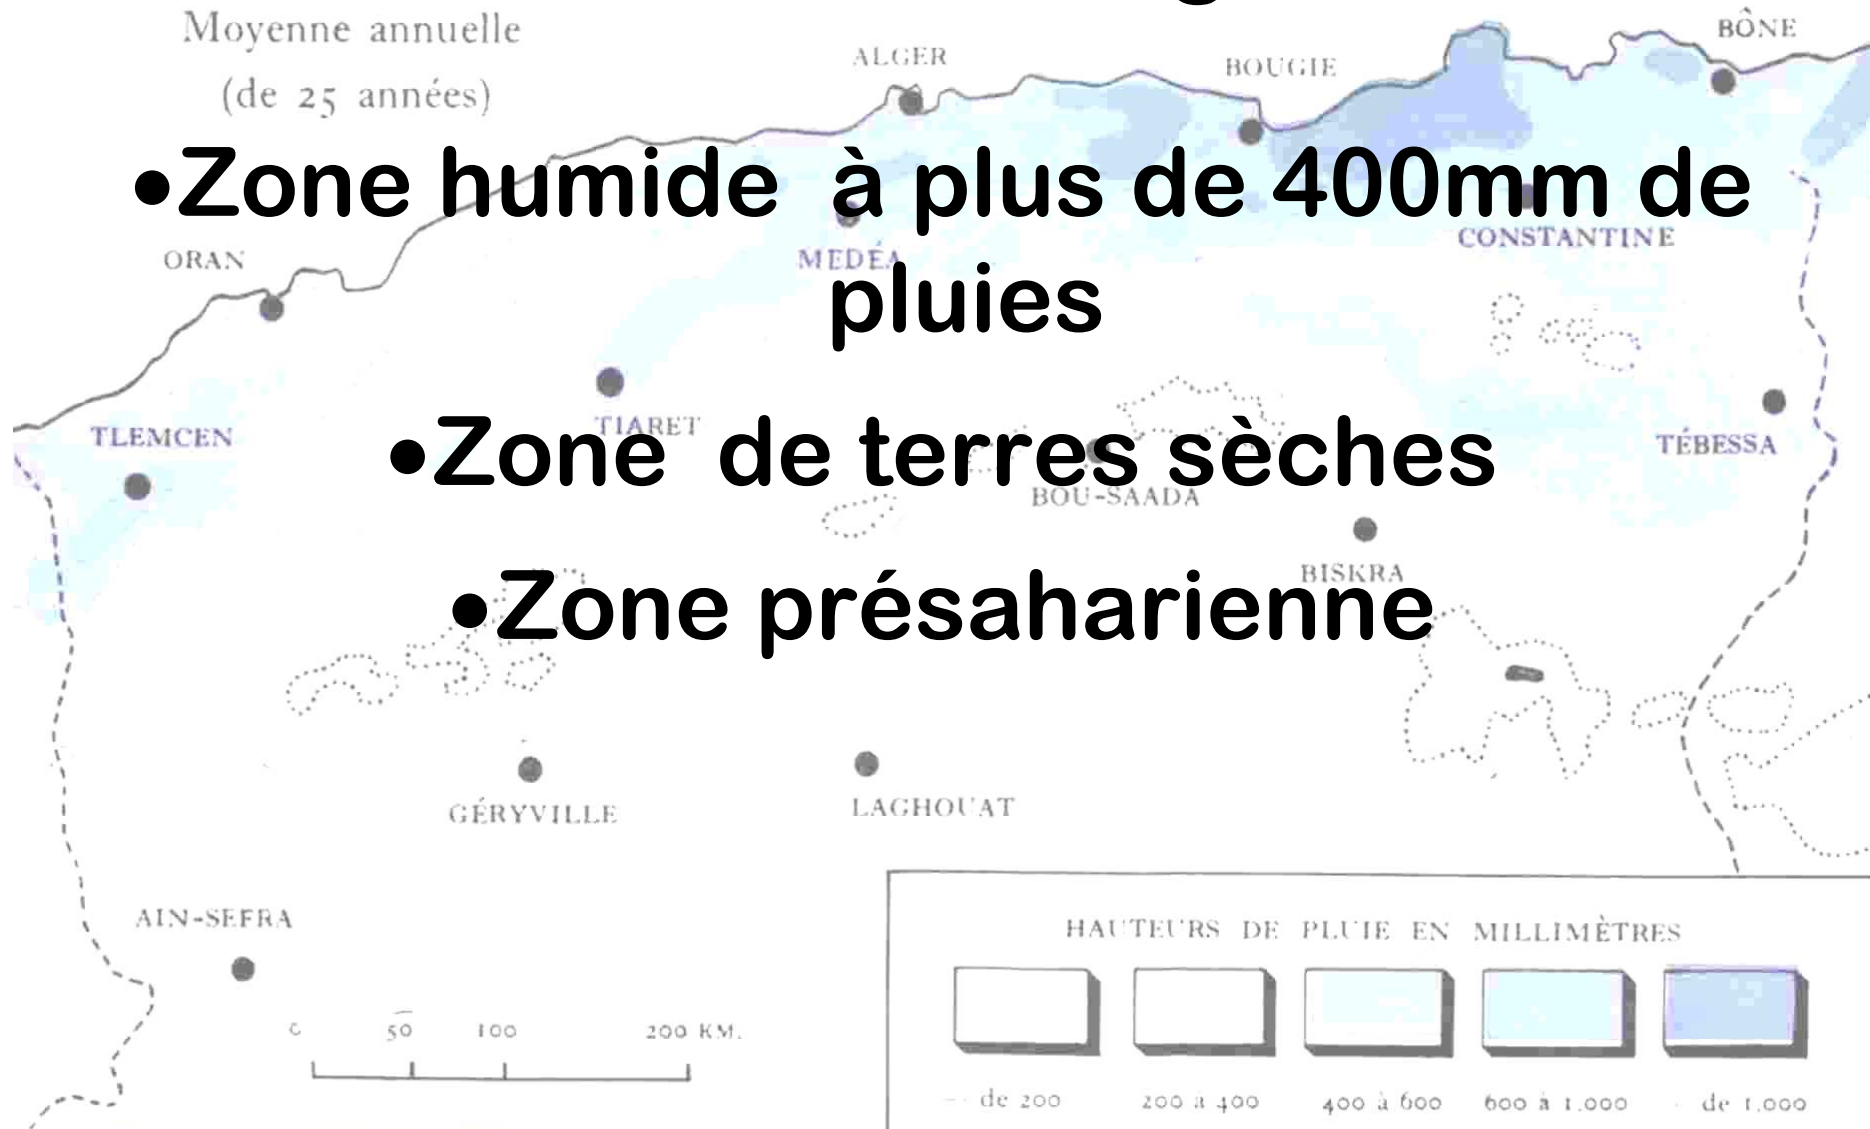 Moyenne annuelle
(de 25 années)
ALGER
BOUGIE
BÔNE
•Zone humide à plus de 400mm de
pluies
ORAN
MEDÉA
CONSTANTINE
TLEMCEN
TIARET
•Zone de terres sèches
TÉBESSA
BOU-SAADA
•Zone présaharienne
BISKRA
GÉRYVILLE
LAGHOUAT
AIN-SEFRA
HAUTEURS DE PLUIE EN MILLIMÈTRES
0 50 100 200 KM.
— de 200 200 à 400 400 à 600 600 à 1.000 de 1.000